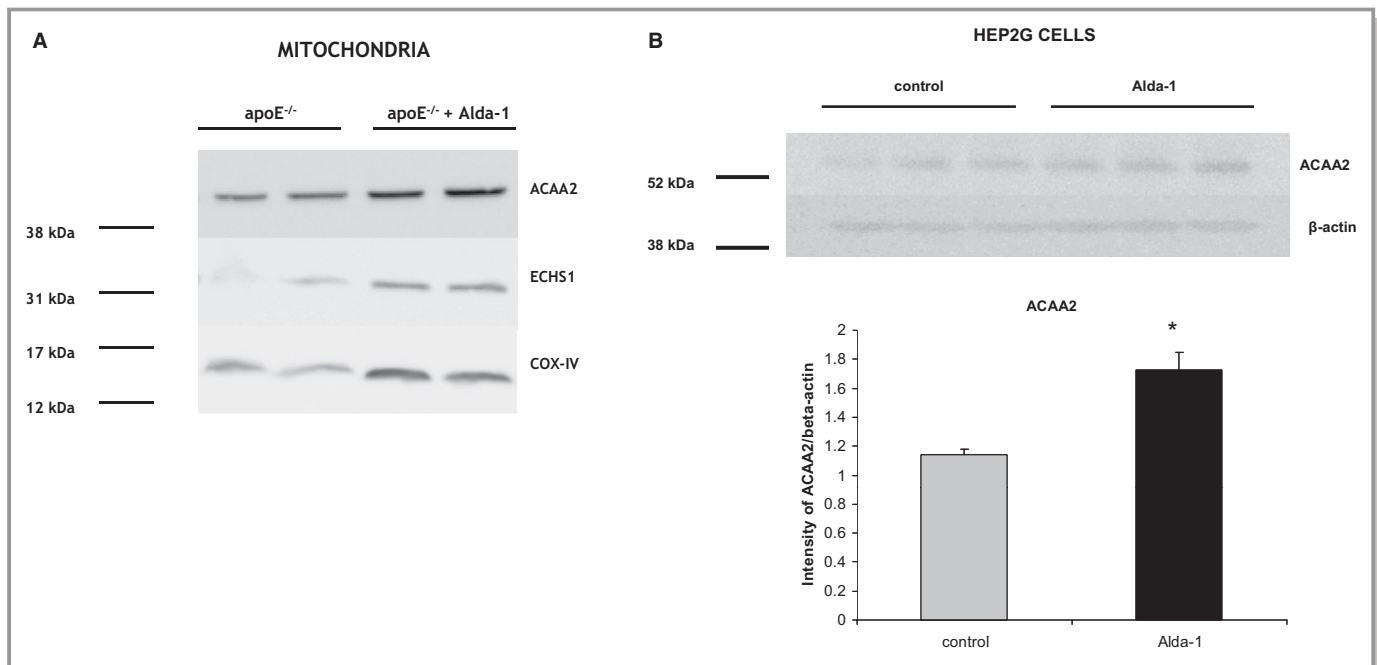 A
MITOCHONDRIA
apoE-/-
apoE-/- + Alda-1
ACAA2
38 kDa
ECHS1
31 kDa
17 kDa
COX-IV
12 kDa
B
HEP2G CELLS
control
Alda-1
ACAA2
52 kDa
β-actin
38 kDa
ACAA2
Intensity of ACAA2/beta-actin
2
*
1.8
1.6
1.4
1.2
1
0.8
0.6
0.4
0.2
0
control
Alda-1